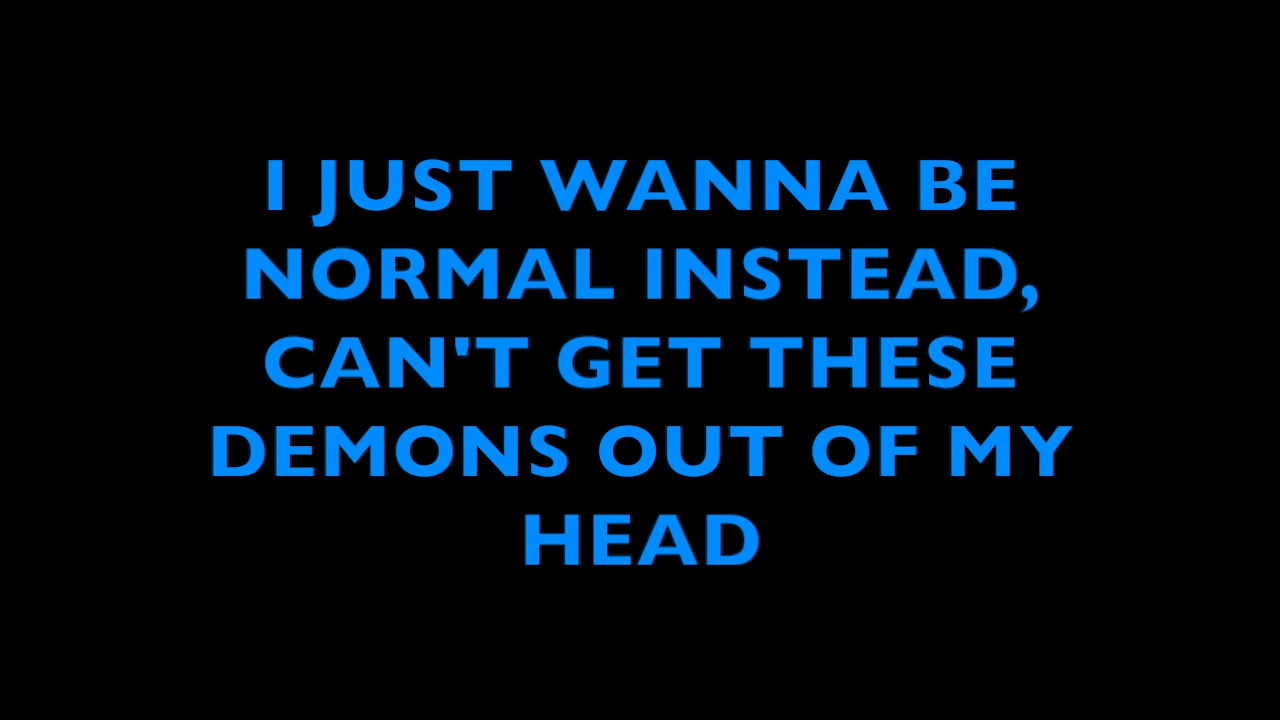 I JUST WANNA BE
NORMAL INSTEAD,
CAN'T GET THESE
DEMONS OUT OF MY
HEAD